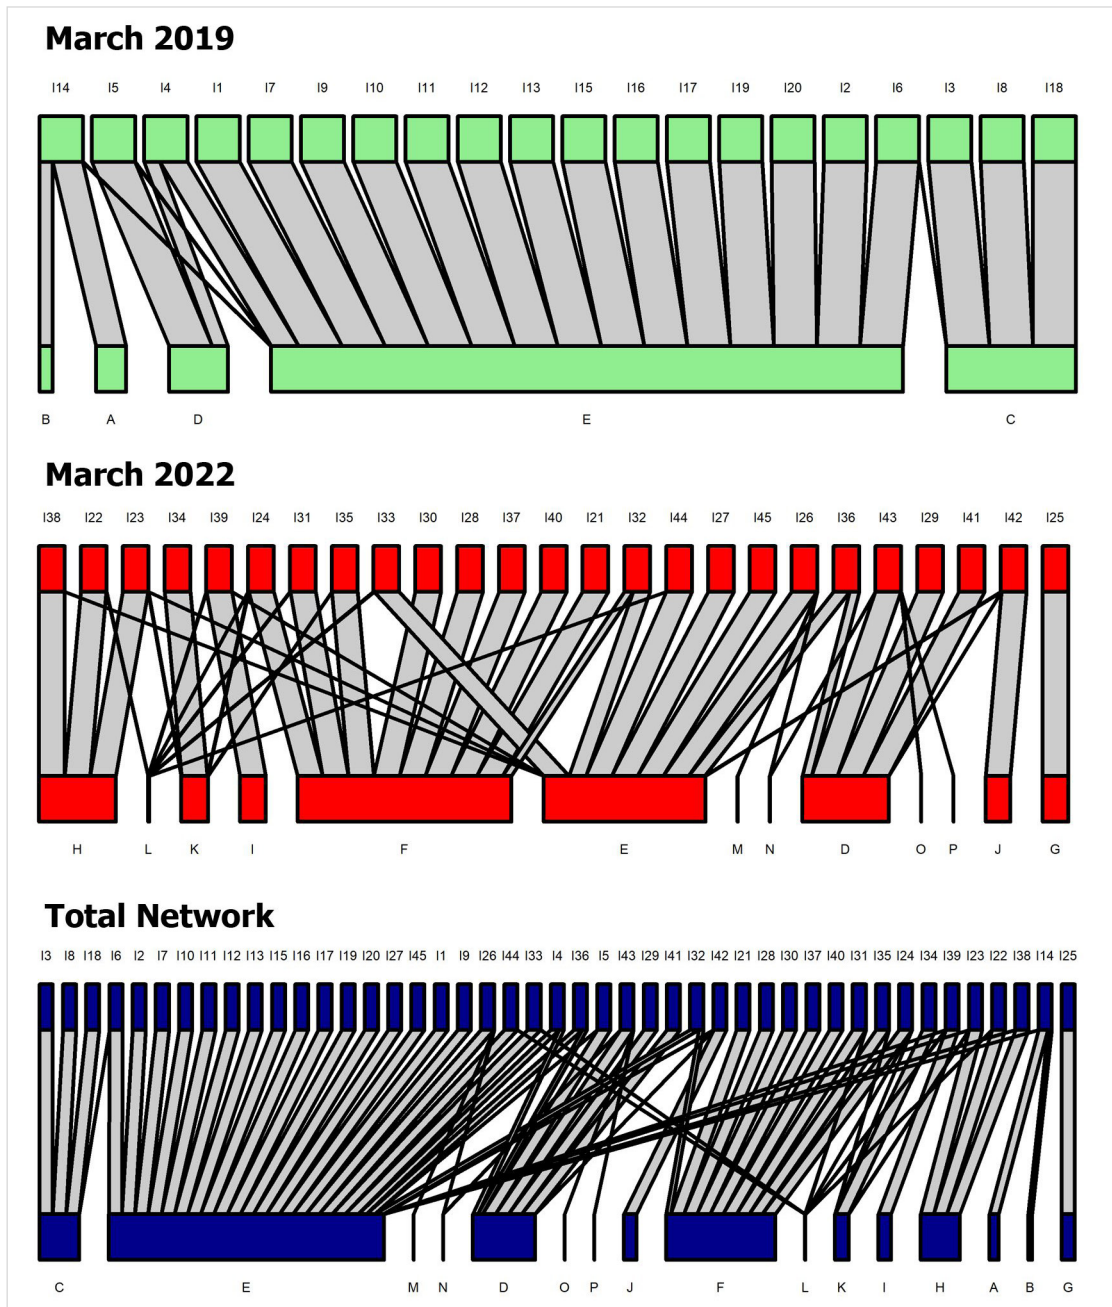 March 2019
I14 I5 I4 I1 I7 I9 I10 I11 I12 I13 I15 I16 I17 I19 I20 I2 I6 I3 I8 I18
B A D E C
March 2022
I38 I22 I23 I34 I39 I24 I31 I35 I33 I30 I28 I37 I40 I21 I32 I44 I27 I45 I26 I36 I43 I29 I41 I42 I25
H L K I F E M N D O P J G
Total Network
I3 I8 I18 I6 I2 I7 I10 I11 I12 I13 I15 I16 I17 I19 I20 I27 I45 I1 I9 I26 I44 I33 I4 I36 I5 I43 I29 I41 I32 I42 I21 I28 I30 I37 I40 I31 I35 I24 I34 I39 I23 I22 I38 I14 I25
C E M N D O P J F L K I H A B G